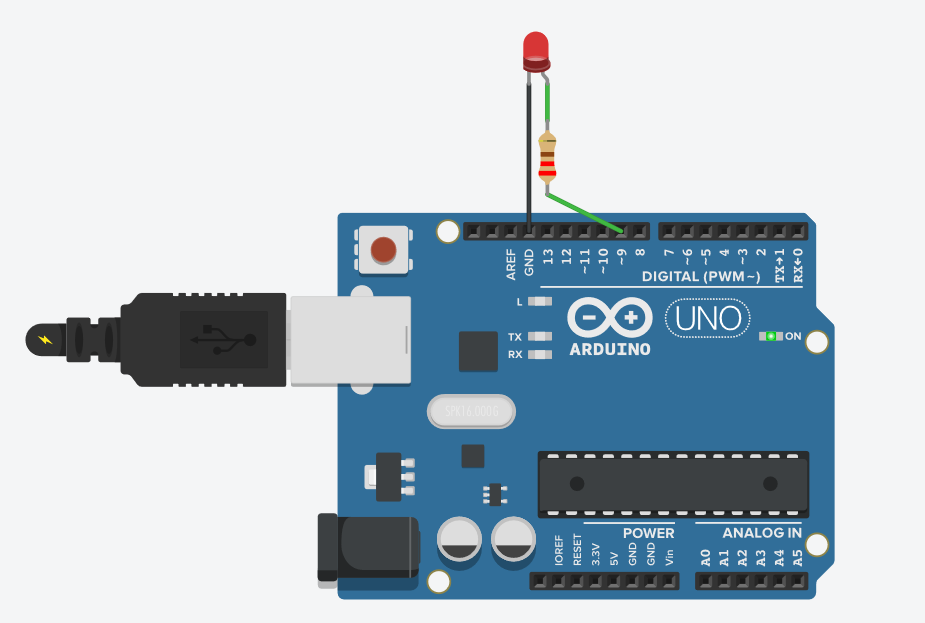 AREF
GND
13
12
~11
~10
~9
8
7
~6
~5
4
~3
2
TX→1
RX←0
DIGITAL (PWM~)
L
TX
RX
ARDUINO
UNO
ON
SPK16.000G
POWER
ANALOG IN
IOREF
RESET
3.3V
5V
GND
GND
Vin
A0
A1
A2
A3
A4
A5